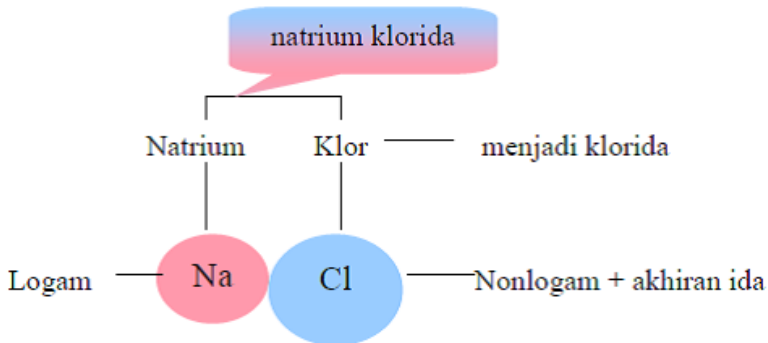 natrium klorida
Natrium Klor menjadi klorida
Logam Na Cl Nonlogam + akhiran ida